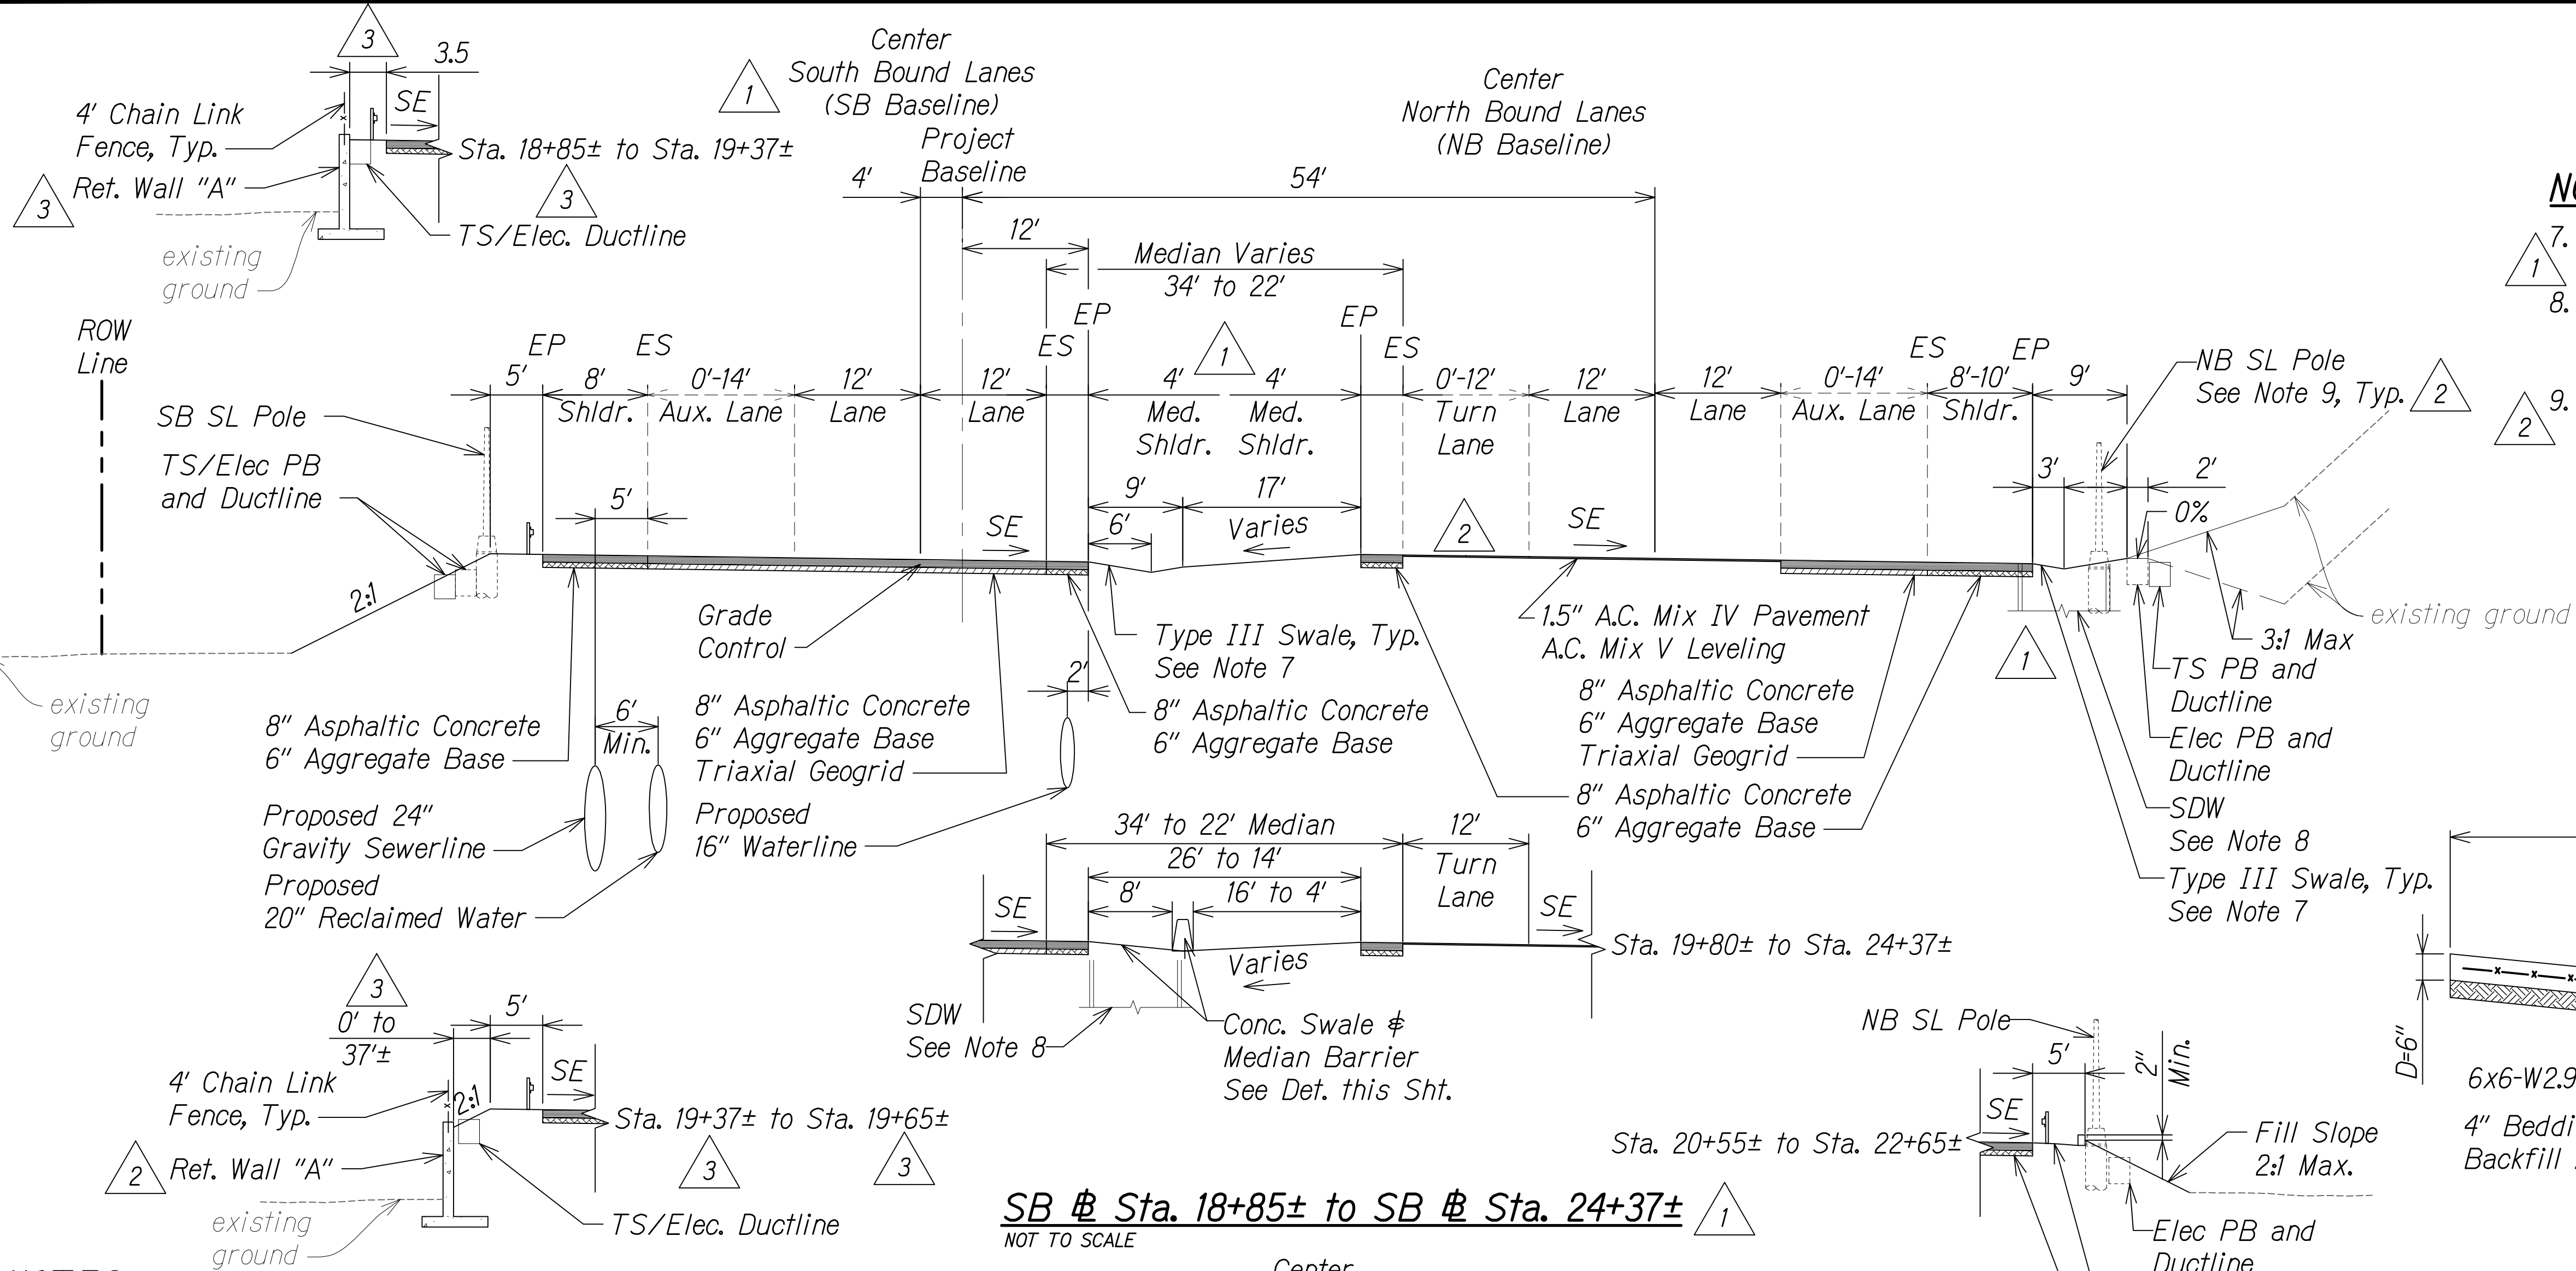 3
3.5
SE
4' Chain Link
Fence, Typ.
Sta. 18+85± to Sta. 19+37±
3
3
Ret. Wall "A"
TS/Elec. Ductline
existing
ground
1
Center
South Bound Lanes
(SB Baseline)
Project
Baseline
Center
North Bound Lanes
(NB Baseline)
4'
54'
12'
Median Varies
34' to 22'
1
ROW
Line
EP
ES
ES
EP
EP
ES
ES
EP
5'
8'
Shldr.
0'-14'
Aux. Lane
12'
Lane
12'
Lane
4'
Med.
Shldr.
4'
Med.
Shldr.
0'-12'
Turn
Lane
12'
Lane
12'
Lane
0'-14'
Aux. Lane
8'-10'
Shldr.
9'
NB SL Pole
See Note 9, Typ.
2
7.
1
8.
9.
2
SB SL Pole
TS/Elec PB
and Ductline
5'
SE
9'
17'
6'
Varies
2
SE
3'
2'
0%
2:1
existing
ground
Grade
Control
Type III Swale, Typ.
See Note 7
2'
1.5" A.C. Mix IV Pavement
A.C. Mix V Leveling
1
3:1 Max
existing ground
TS PB and
Ductline
Elec PB and
Ductline
SDW
See Note 8
Type III Swale, Typ.
See Note 7
8" Asphaltic Concrete
6" Aggregate Base
6'
Min.
8" Asphaltic Concrete
6" Aggregate Base
Triaxial Geogrid
8" Asphaltic Concrete
6" Aggregate Base
8" Asphaltic Concrete
6" Aggregate Base
Triaxial Geogrid
8" Asphaltic Concrete
6" Aggregate Base
Proposed 24"
Gravity Sewerline
Proposed
20" Reclaimed Water
Proposed
16" Waterline
34' to 22' Median
26' to 14'
8'
16' to 4'
12'
Turn
Lane
SE
SE
Varies
Sta. 19+80± to Sta. 24+37±
SDW
See Note 8
Conc. Swale &
Median Barrier
See Det. this Sht.
3
0' to
37'±
5'
SE
2:1
4' Chain Link
Fence, Typ.
Sta. 19+37± to Sta. 19+65±
3
3
2
Ret. Wall "A"
existing
ground
TS/Elec. Ductline
SB ⅊ Sta. 18+85± to SB ⅊ Sta. 24+37±
1
NOT TO SCALE
Center
NB SL Pole
5'
2"
Min.
SE
Sta. 20+55± to Sta. 22+65±
Fill Slope
2:1 Max.
Elec PB and
Ductline
D=6"
6x6-W2.9
4" Beddi
Backfill